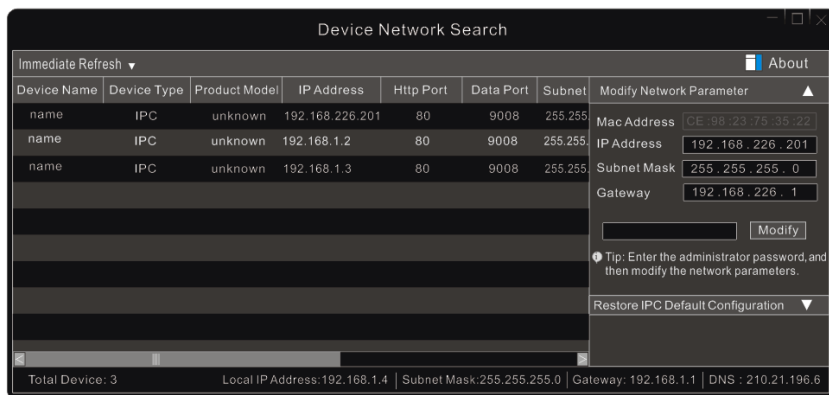 Device Network Search
Immediate Refresh
About
Device Name Device Type Product Model IP Address Http Port Data Port Subnet
name IPC unknown 192.168.226.201 80 9008 255.255.
name IPC unknown 192.168.1.2 80 9008 255.255.
name IPC unknown 192.168.1.3 80 9008 255.255.
Modify Network Parameter
Mac Address CE :98 :23 :75 :35 :22
IP Address 192 .168 . 226 . 201
Subnet Mask 255 . 255 . 255 . 0
Gateway 192 .168 . 226 . 1
Modify
Tip: Enter the administrator password, and
then modify the network parameters.
Restore IPC Default Configuration
Total Device: 3 Local IP Address:192.168.1.4 Subnet Mask:255.255.255.0 Gateway: 192.168.1.1 DNS : 210.21.196.6